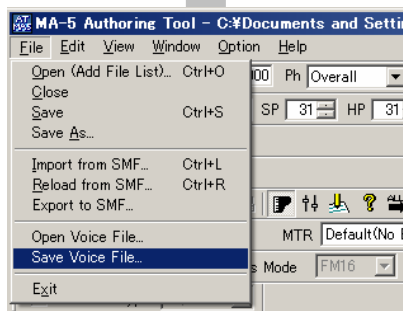 MA-5 Authoring Tool - C:¥Documents and Setti
File Edit View Window Option Help
Open (Add File List)... Ctrl+O
Close
Save Ctrl+S
Save As...
Import from SMF... Ctrl+L
Reload from SMF... Ctrl+R
Export to SMF...
Open Voice File...
Save Voice File...
Exit
00 Ph Overall
SP 31 HP 31
MTR Default(No
s Mode FM16